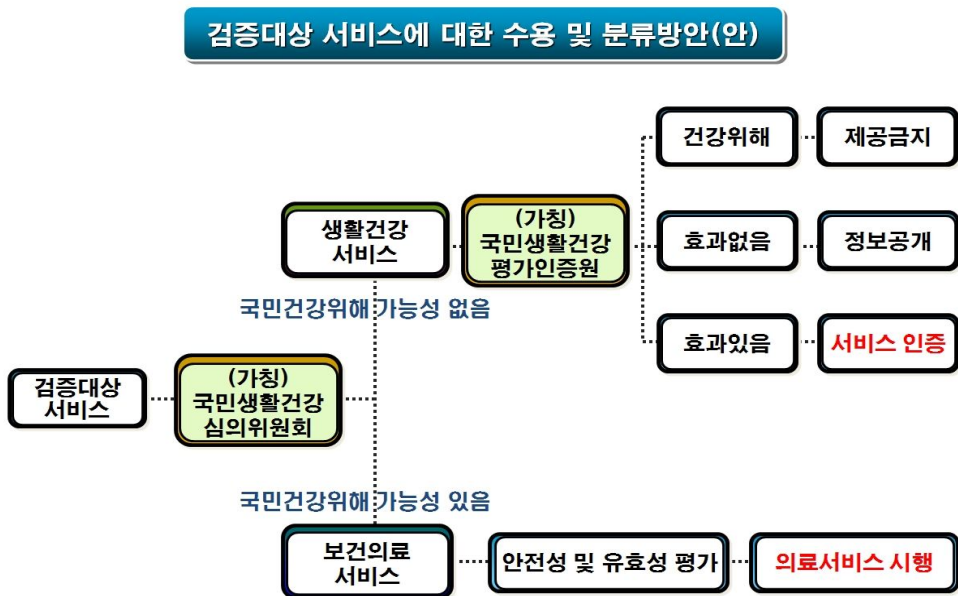 검증대상 서비스에 대한 수용 및 분류방안(안)
건강위해
제공금지
생활건강
서비스
(가칭)
국민생활건강
평가인증원
효과없음
정보공개
국민건강위해 가능성 없음
효과있음
서비스 인증
검증대상
서비스
(가칭)
국민생활건강
심의위원회
국민건강위해 가능성 있음
보건의료
서비스
안전성 및 유효성 평가
의료서비스 시행